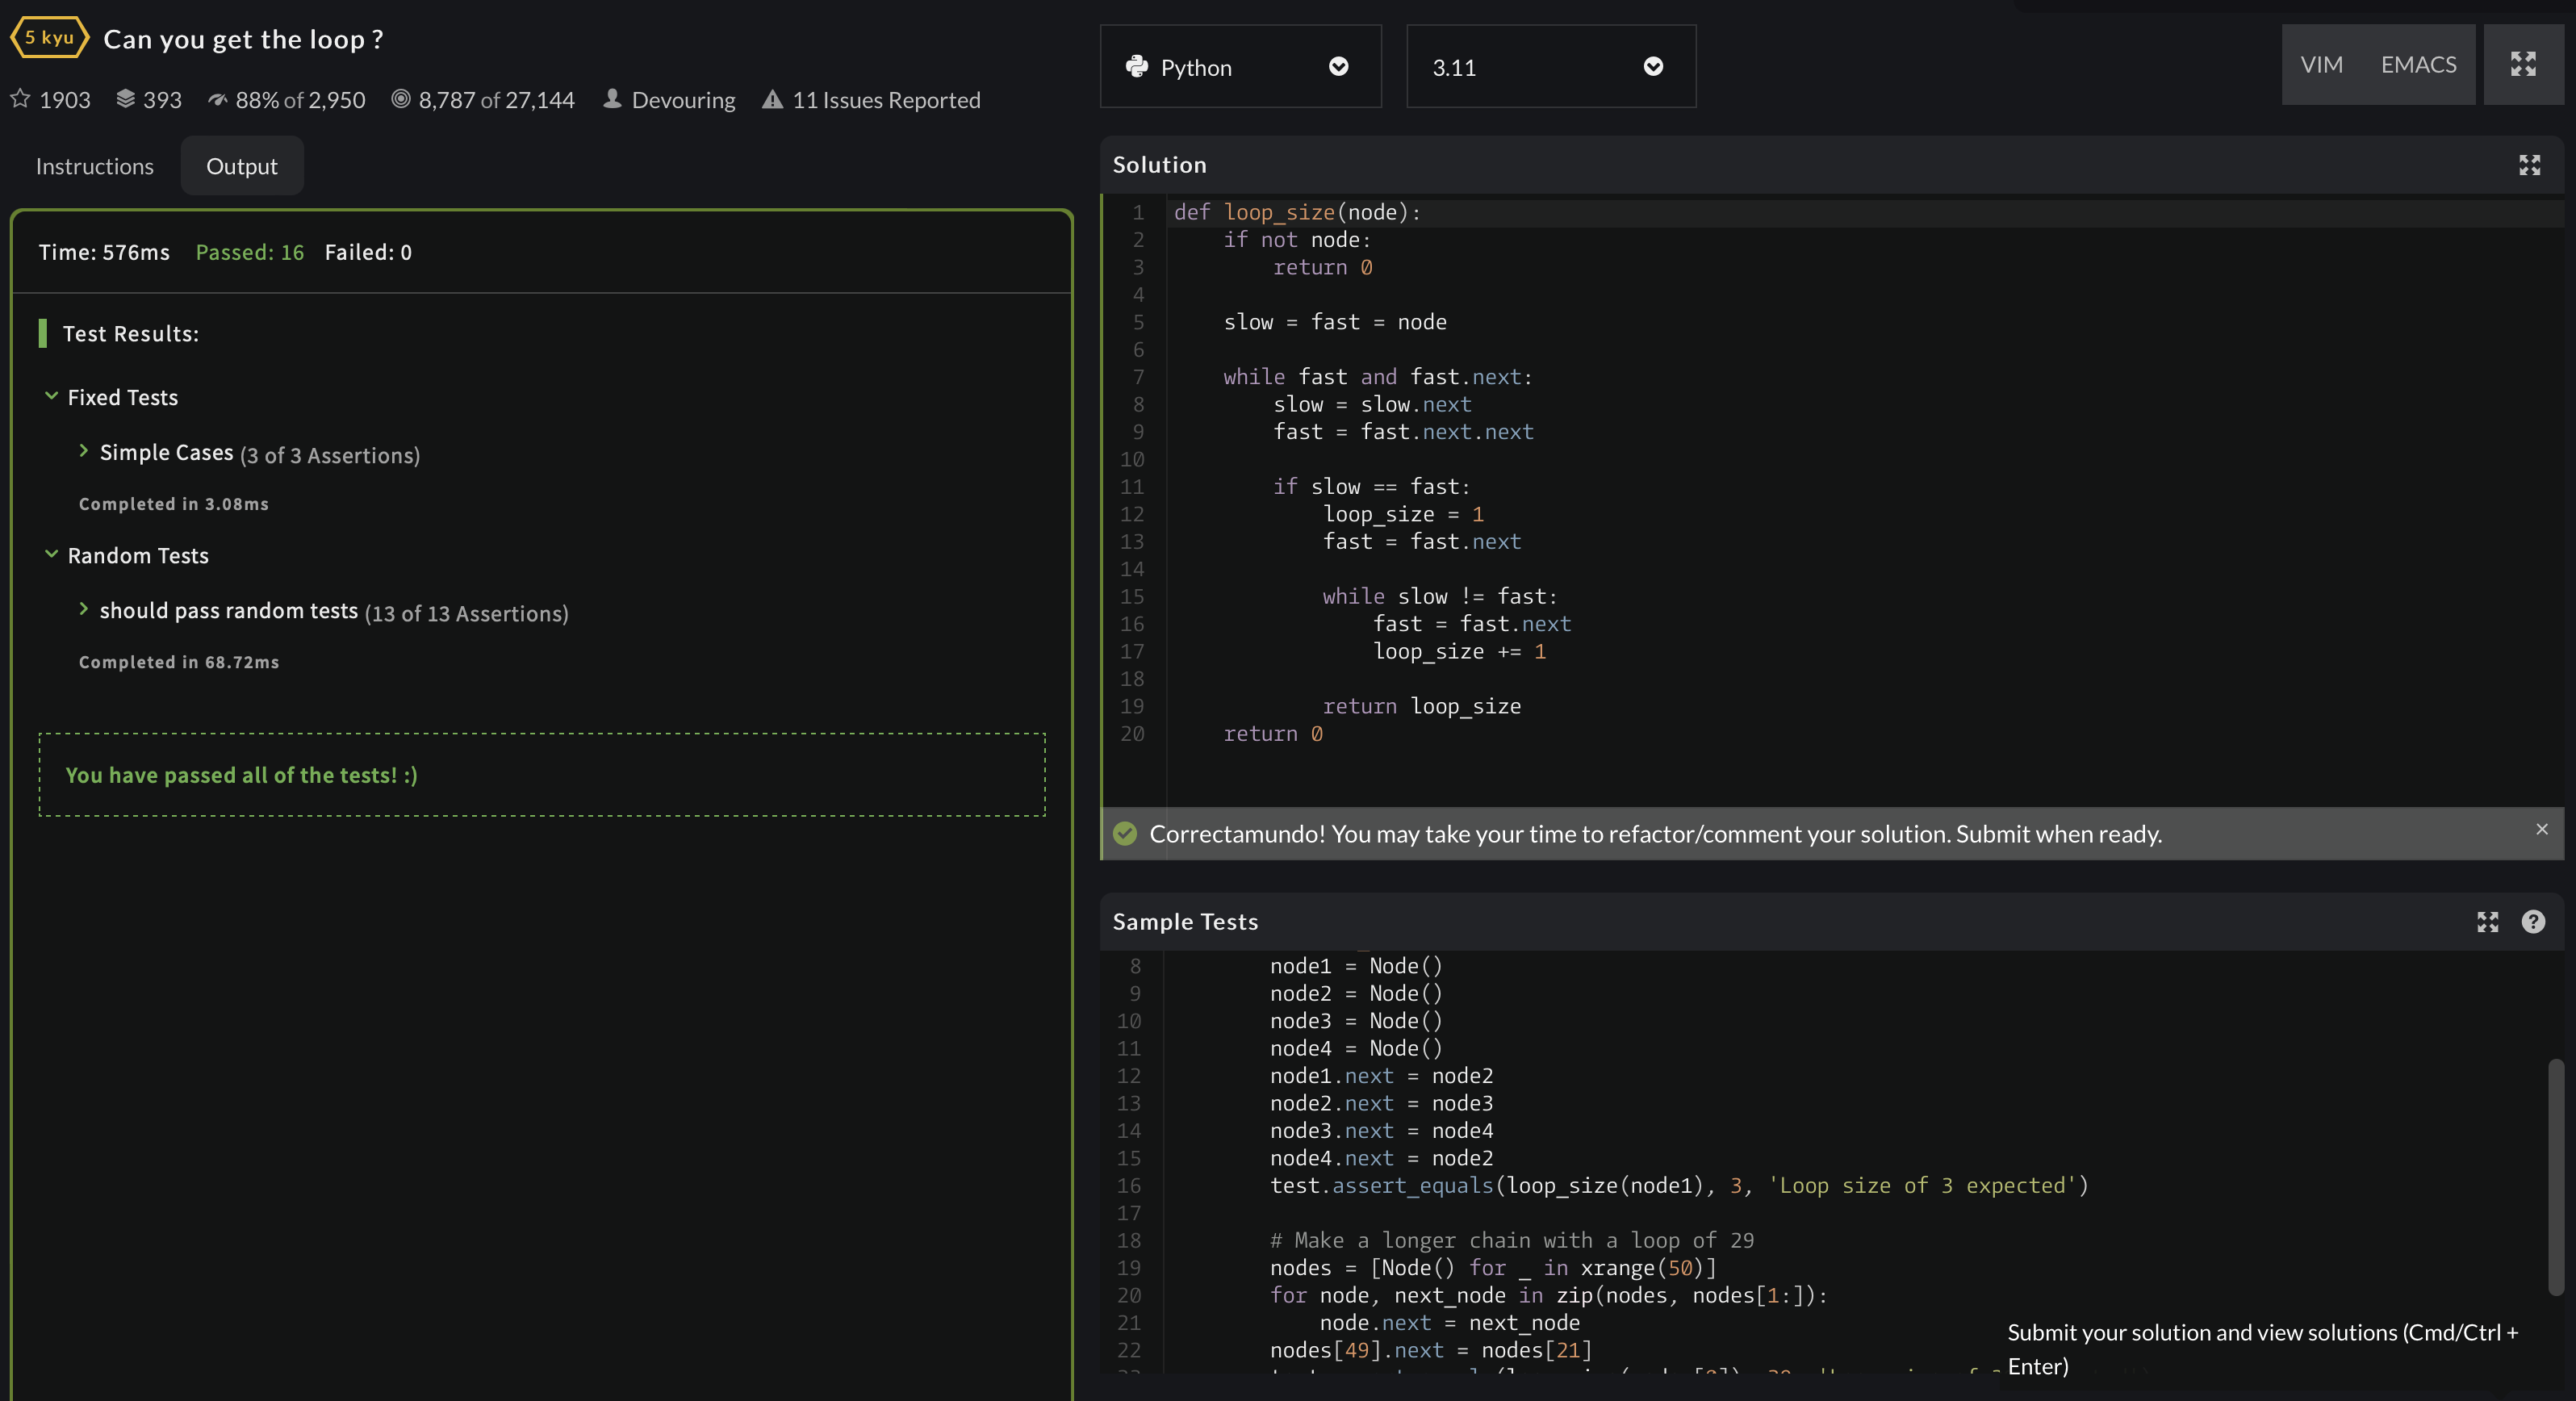 5 kyu Can you get the loop ?
1903 393 88% of 2,950 8,787 of 27,144 Devouring 11 Issues Reported
Instructions Output
Time: 576ms Passed: 16 Failed: 0
Test Results:
Fixed Tests
Simple Cases (3 of 3 Assertions)
Completed in 3.08ms
Random Tests
should pass random tests (13 of 13 Assertions)
Completed in 68.72ms
You have passed all of the tests! :)
Python 3.11
VIM EMACS
Solution
1 def loop_size(node):
2     if not node:
3         return 0
4
5     slow = fast = node
6
7     while fast and fast.next:
8         slow = slow.next
9         fast = fast.next.next
10
11         if slow == fast:
12             loop_size = 1
13             fast = fast.next
14
15             while slow != fast:
16                 fast = fast.next
17                 loop_size += 1
18
19             return loop_size
20     return 0
Correctamundo! You may take your time to refactor/comment your solution. Submit when ready. ×
Sample Tests
8         node1 = Node()
9         node2 = Node()
10         node3 = Node()
11         node4 = Node()
12         node1.next = node2
13         node2.next = node3
14         node3.next = node4
15         node4.next = node2
16         test.assert_equals(loop_size(node1), 3, 'Loop size of 3 expected')
17
18         # Make a longer chain with a loop of 29
19         nodes = [Node() for _ in xrange(50)]
20         for node, next_node in zip(nodes, nodes[1:]):
21             node.next = next_node
22         nodes[49].next = nodes[21]
Submit your solution and view solutions (Cmd/Ctrl +
Enter)